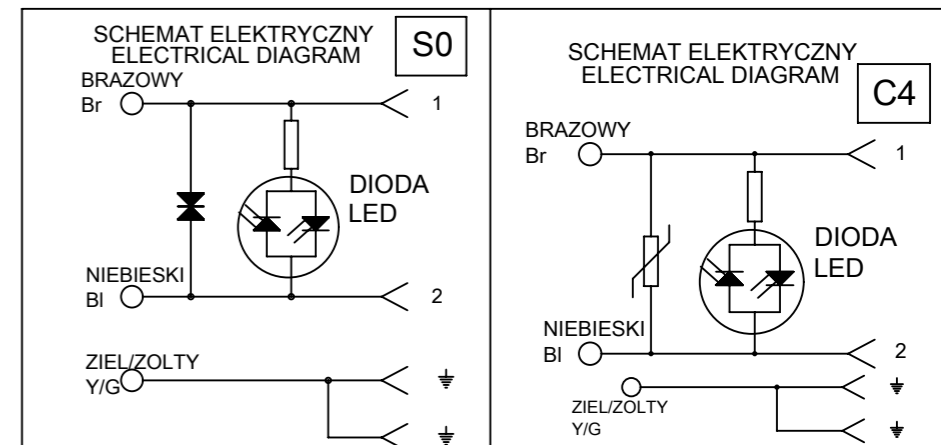 SCHEMAT ELEKTRYCZNY
ELECTRICAL DIAGRAM
S0
BRAZOWY
Br
1
DIODA
LED
NIEBIESKI
Bl
2
ZIEL/ZOLTY
Y/G
SCHEMAT ELEKTRYCZNY
ELECTRICAL DIAGRAM
C4
BRAZOWY
Br
1
DIODA
LED
NIEBIESKI
Bl
2
ZIEL/ZOLTY
Y/G